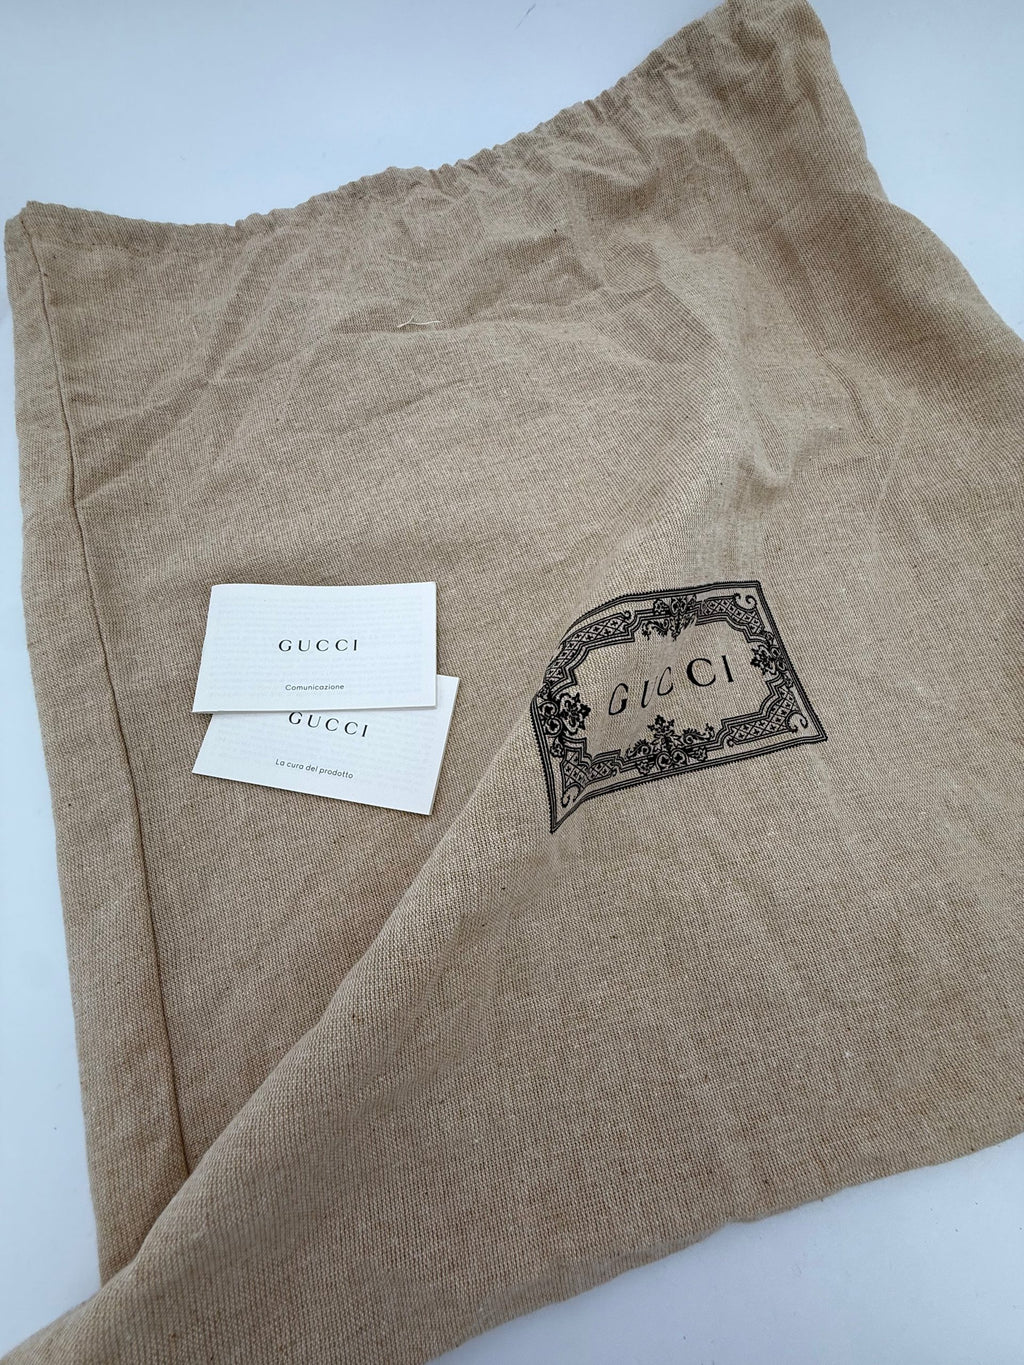 GUCCI
Comunicazione
GUCCI
La cura del prodotto
GUCCI